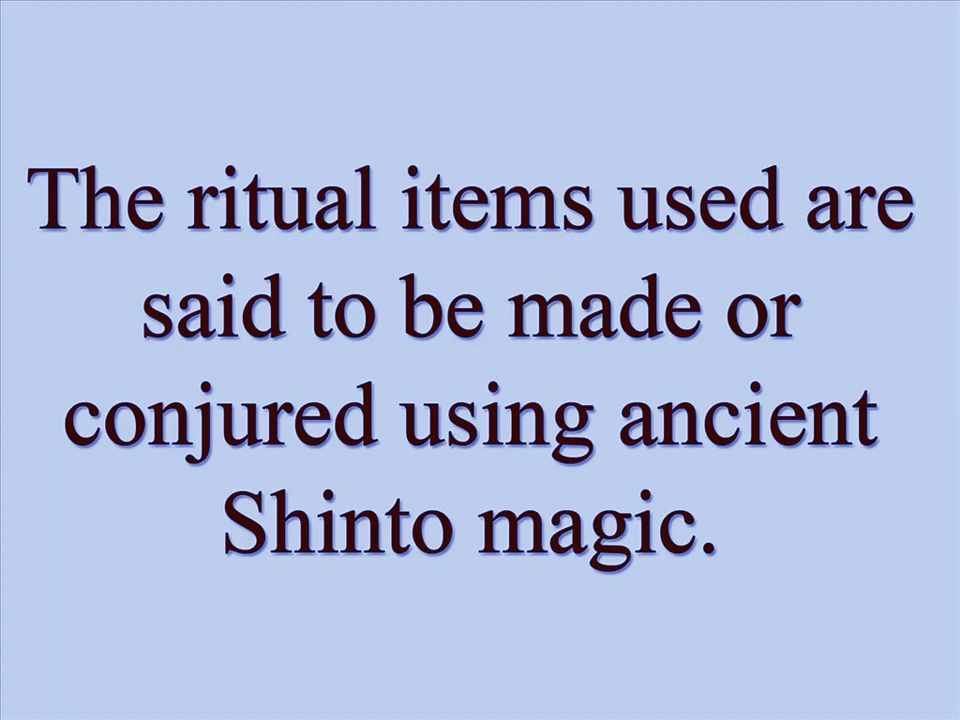 The ritual items used are
said to be made or
conjured using ancient
Shinto magic.